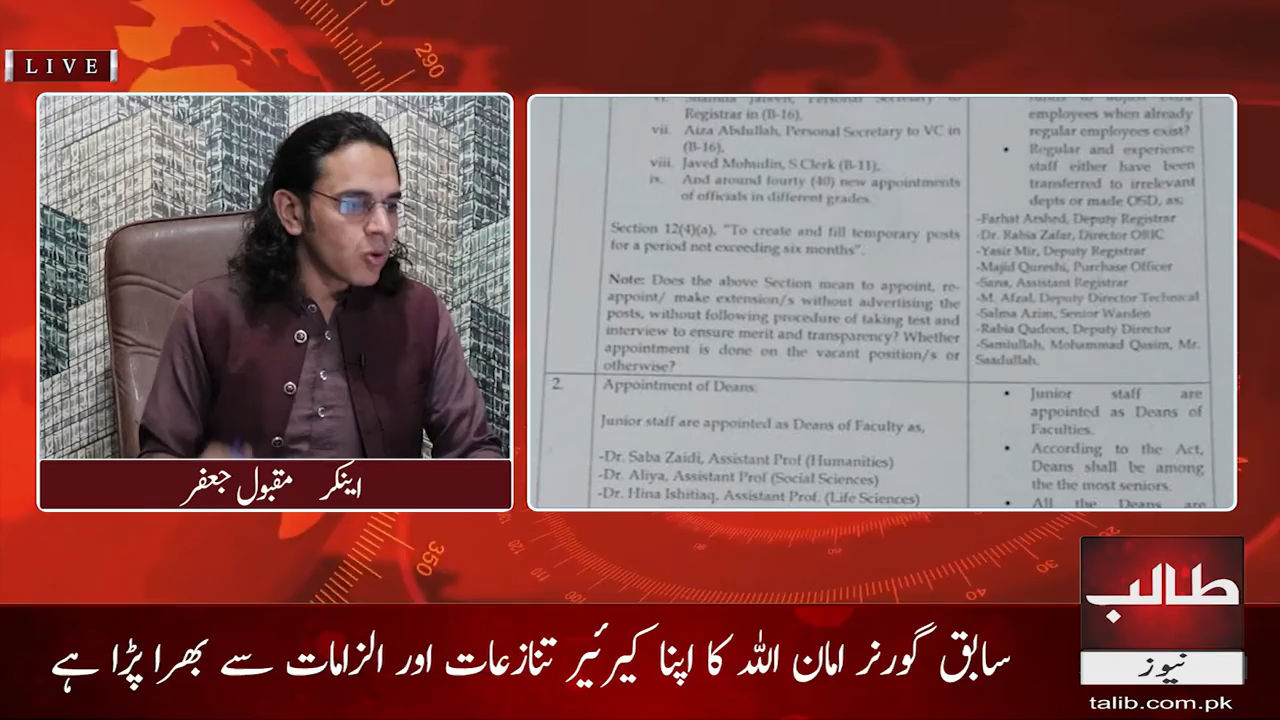 LIVE
290
Registrar in (B-16),
vii. Aiza Abdullah, Personal Secretary to VC in
(B-16),
viii. Javed Mohudin, S.Clerk (B-11),
ix. And around fourty (40) new appointments
of officials in different grades.
Section 12(4)(a), "To create and fill temporary posts
for a period not exceeding six months".
Note: Does the above Section mean to appoint, re-
appoint/ make extension/s without advertising the
posts, without following procedure of taking test and
interview to ensure merit and transparency? Whether
appointment is done on the vacant position/s or
otherwise?
employees when already
regular employees exist?
• Regular and experience
staff either have been
transferred to irrelevant
depts or made OSD, as;
-Farhat Arshed, Deputy Registrar
-Dr. Rabia Zafar, Director ORIC
-Yasir Mir, Deputy Registrar
-Majid Qureshi, Purchase Officer
-Sana, Assistant Registrar
-M. Afzal, Deputy Director Technical
-Salma Azim, Senior Warden
-Rabia Qudoos, Deputy Director
-Samiullah, Mohammad Qasim, Mr.
Saadullah.
2. Appointment of Deans:
Junior staff are appointed as Deans of Faculty as,
-Dr. Saba Zaidi, Assistant Prof (Humanities)
-Dr. Aliya, Assistant Prof (Social Sciences)
-Dr. Hina Ishitiaq, Assistant Prof. (Life Sciences)
• Junior staff are
appointed as Deans of
Faculties.
• According to the Act,
Deans shall be among
the the most seniors.
• All the Deans are
اینکر مقبول جعفر
350
طالب
نیوز
talib.com.pk
سابق گورنر امان اللہ کا اپنا کیرئیر تنازعات اور الزامات سے بھرا پڑا ہے